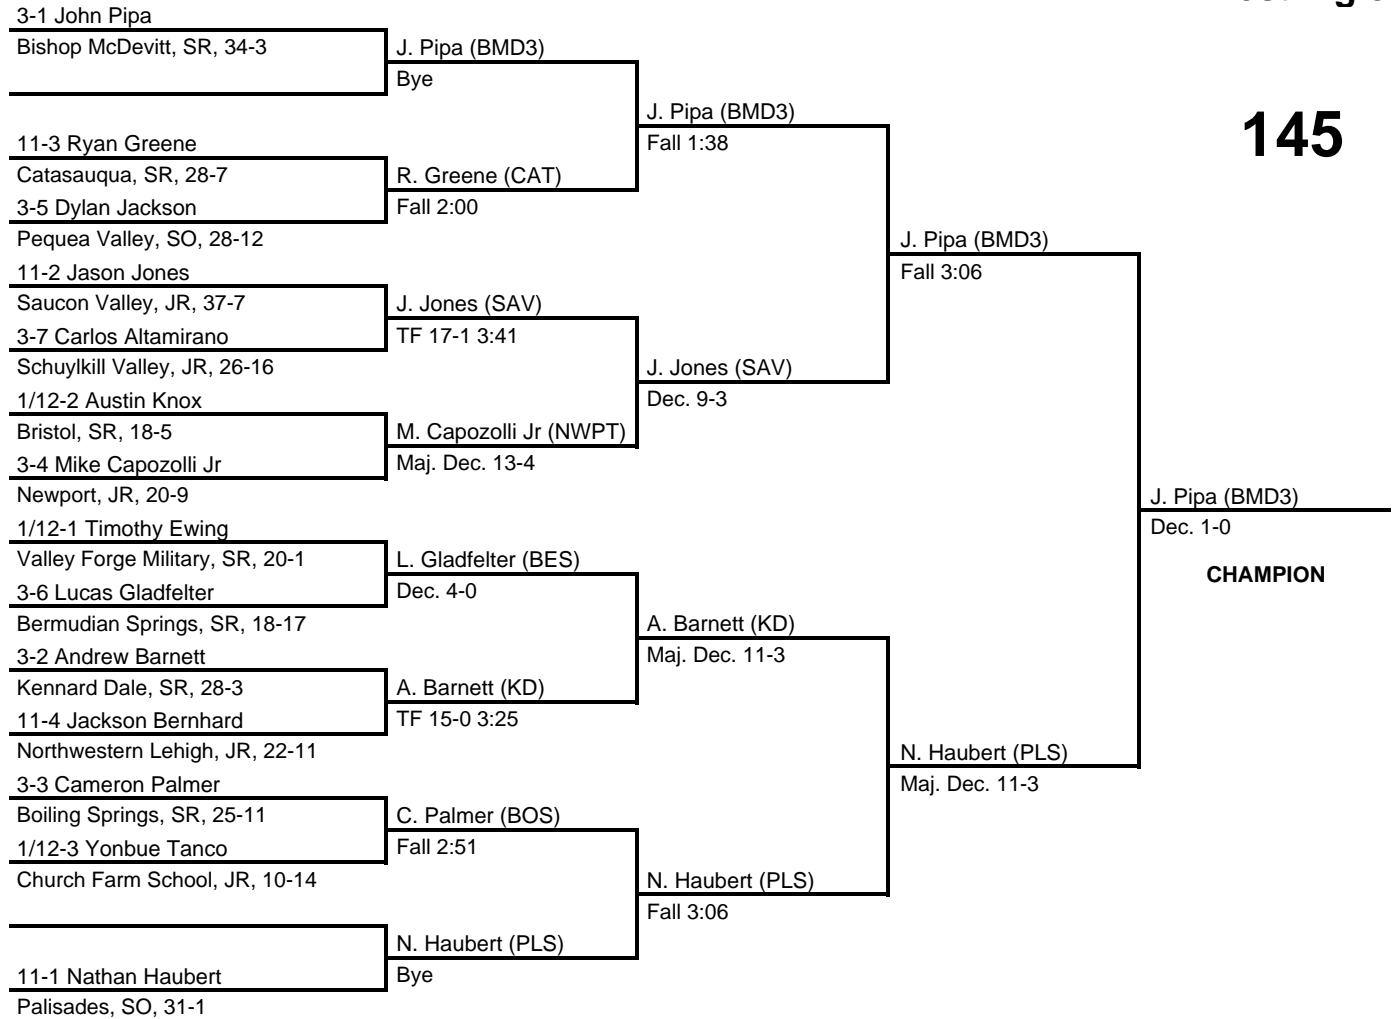 3-1 John Pipa
Bishop McDevitt, SR, 34-3
J. Pipa (BMD3)
Bye
J. Pipa (BMD3)
Fall 1:38
145
11-3 Ryan Greene
Catasauqua, SR, 28-7
R. Greene (CAT)
3-5 Dylan Jackson
Fall 2:00
Pequea Valley, SO, 28-12
J. Pipa (BMD3)
Fall 3:06
11-2 Jason Jones
Saucon Valley, JR, 37-7
J. Jones (SAV)
3-7 Carlos Altamirano
TF 17-1 3:41
Schuylkill Valley, JR, 26-16
J. Jones (SAV)
Dec. 9-3
1/12-2 Austin Knox
Bristol, SR, 18-5
M. Capozolli Jr (NWPT)
3-4 Mike Capozolli Jr
Maj. Dec. 13-4
Newport, JR, 20-9
J. Pipa (BMD3)
Dec. 1-0
CHAMPION
1/12-1 Timothy Ewing
Valley Forge Military, SR, 20-1
L. Gladfelter (BES)
3-6 Lucas Gladfelter
Dec. 4-0
Bermudian Springs, SR, 18-17
A. Barnett (KD)
Maj. Dec. 11-3
3-2 Andrew Barnett
Kennard Dale, SR, 28-3
A. Barnett (KD)
11-4 Jackson Bernhard
TF 15-0 3:25
Northwestern Lehigh, JR, 22-11
N. Haubert (PLS)
Maj. Dec. 11-3
3-3 Cameron Palmer
Boiling Springs, SR, 25-11
C. Palmer (BOS)
1/12-3 Yonbue Tanco
Fall 2:51
Church Farm School, JR, 10-14
N. Haubert (PLS)
Fall 3:06
N. Haubert (PLS)
11-1 Nathan Haubert
Bye
Palisades, SO, 31-1